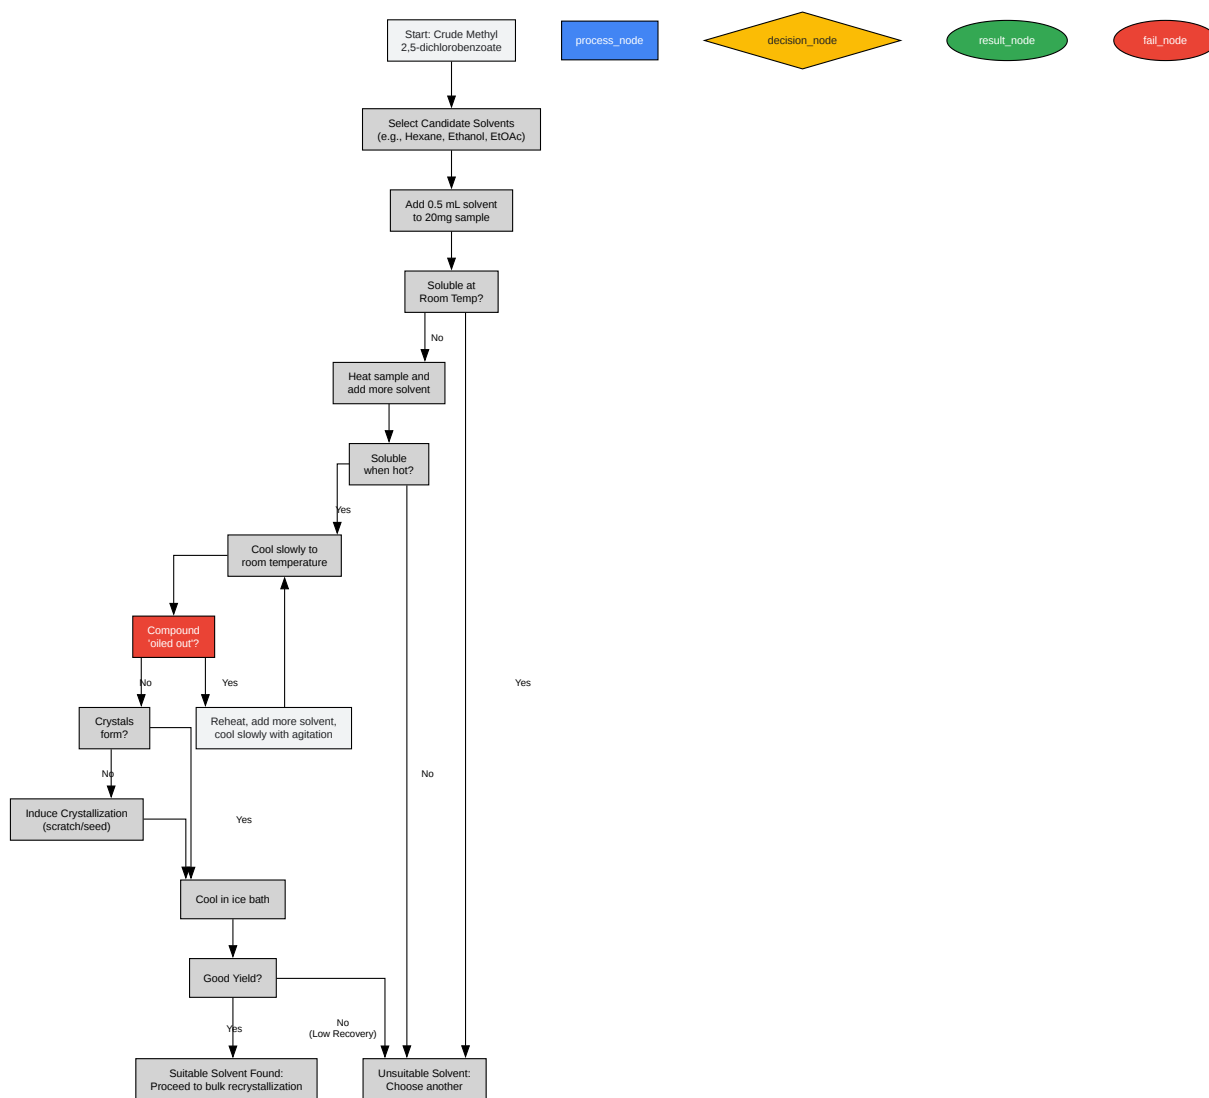 Start: Crude Methyl
2,5-dichlorobenzoate
process_node
decision_node
result_node
fail_node
Select Candidate Solvents
(e.g., Hexane, Ethanol, EtOAc)
Add 0.5 mL solvent
to 20mg sample
Soluble at
Room Temp?
No
Heat sample and
add more solvent
Soluble
when hot?
Yes
Cool slowly to
room temperature
Compound
'oiled out'?
No
Yes
Yes
Crystals
form?
Reheat, add more solvent,
cool slowly with agitation
No
No
Induce Crystallization
(scratch/seed)
Yes
Cool in ice bath
Good Yield?
Yes
No
(Low Recovery)
Suitable Solvent Found:
Proceed to bulk recrystallization
Unsuitable Solvent:
Choose another